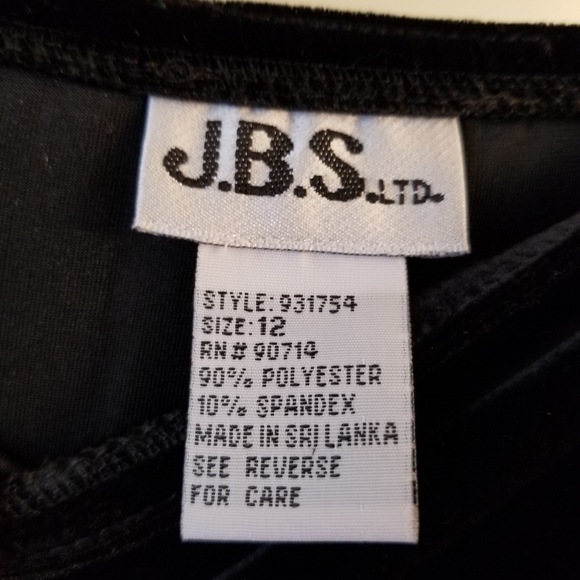 J.B.S.LTD.
STYLE: 931754
SIZE: 12
RN# 90714
90% POLYESTER
10% SPANDEX
MADE IN SRI LANKA
SEE REVERSE
FOR CARE